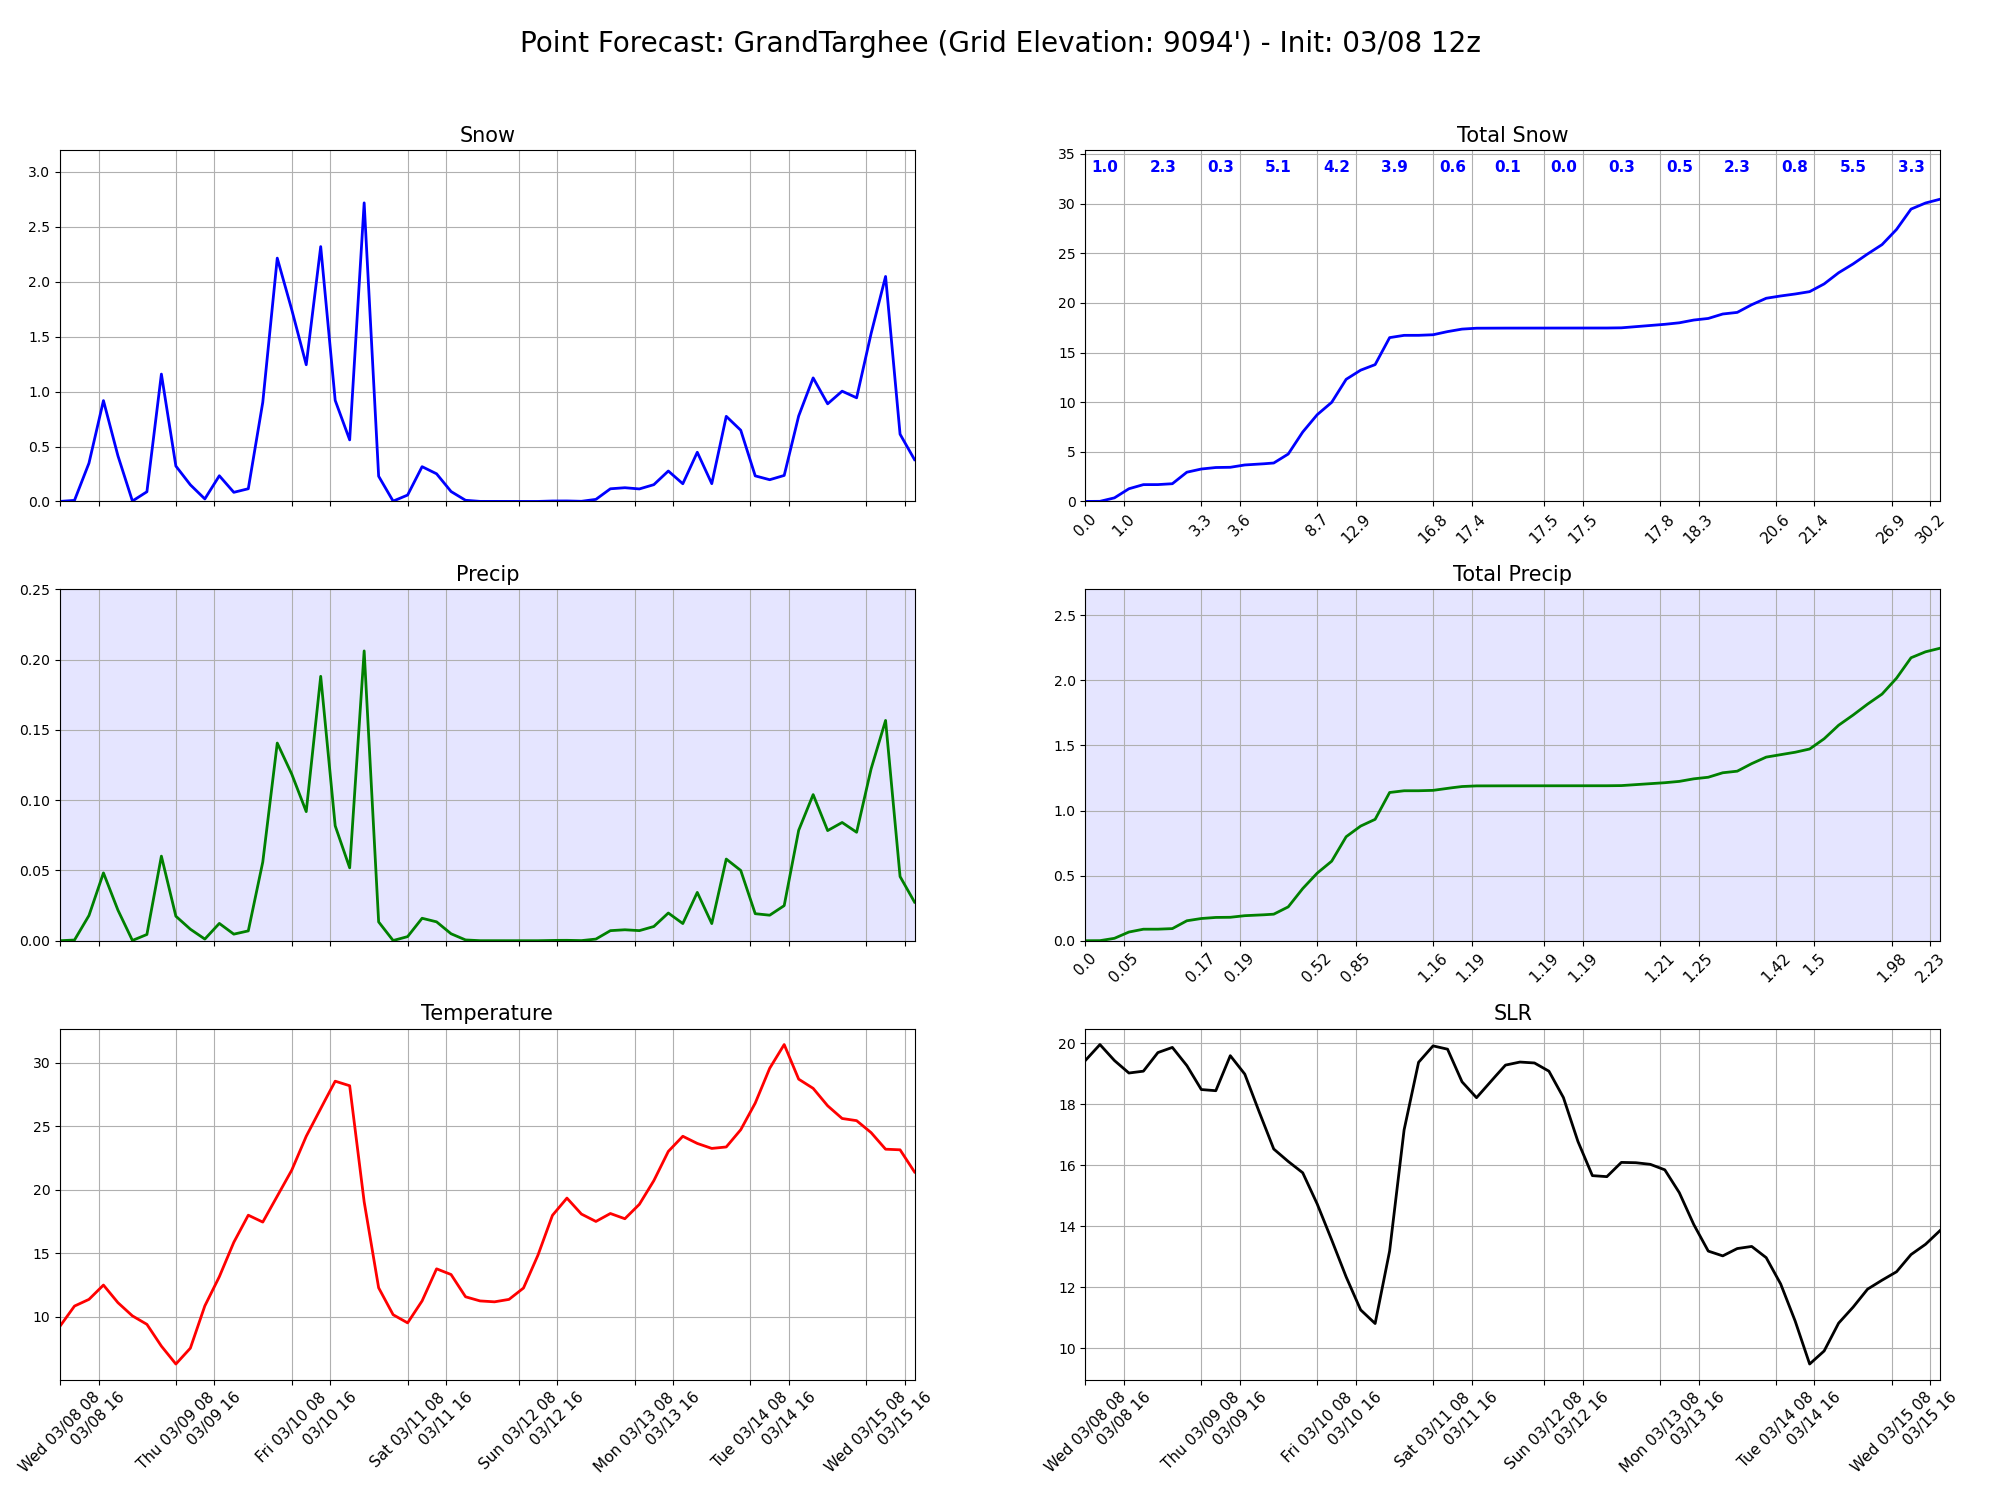 Point Forecast: GrandTarghee (Grid Elevation: 9094') - Init: 03/08 12z
Snow
3.0
2.5
2.0
1.5
1.0
0.5
0.0
Total Snow
1.0 2.3 0.3 5.1 4.2 3.9 0.6 0.1 0.0 0.3 0.5 2.3 0.8 5.5 3.3
35
30
25
20
15
10
5
0
0.0 1.0 3.3 3.6 8.7 12.9 16.8 17.4 17.5 17.5 17.8 18.3 20.6 21.4 26.9 30.2
Precip
0.25
0.20
0.15
0.10
0.05
0.00
Total Precip
2.5
2.0
1.5
1.0
0.5
0.0
0.0 0.05 0.17 0.19 0.52 0.85 1.16 1.19 1.19 1.19 1.21 1.25 1.42 1.5 1.98 2.23
Temperature
30
25
20
15
10
Wed 03/08 08
03/08 16
Thu 03/09 08
03/09 16
Fri 03/10 08
03/10 16
Sat 03/11 08
03/11 16
Sun 03/12 08
03/12 16
Mon 03/13 08
03/13 16
Tue 03/14 08
03/14 16
Wed 03/15 08
03/15 16
SLR
20
18
16
14
12
10
Wed 03/08 08
03/08 16
Thu 03/09 08
03/09 16
Fri 03/10 08
03/10 16
Sat 03/11 08
03/11 16
Sun 03/12 08
03/12 16
Mon 03/13 08
03/13 16
Tue 03/14 08
03/14 16
Wed 03/15 08
03/15 16